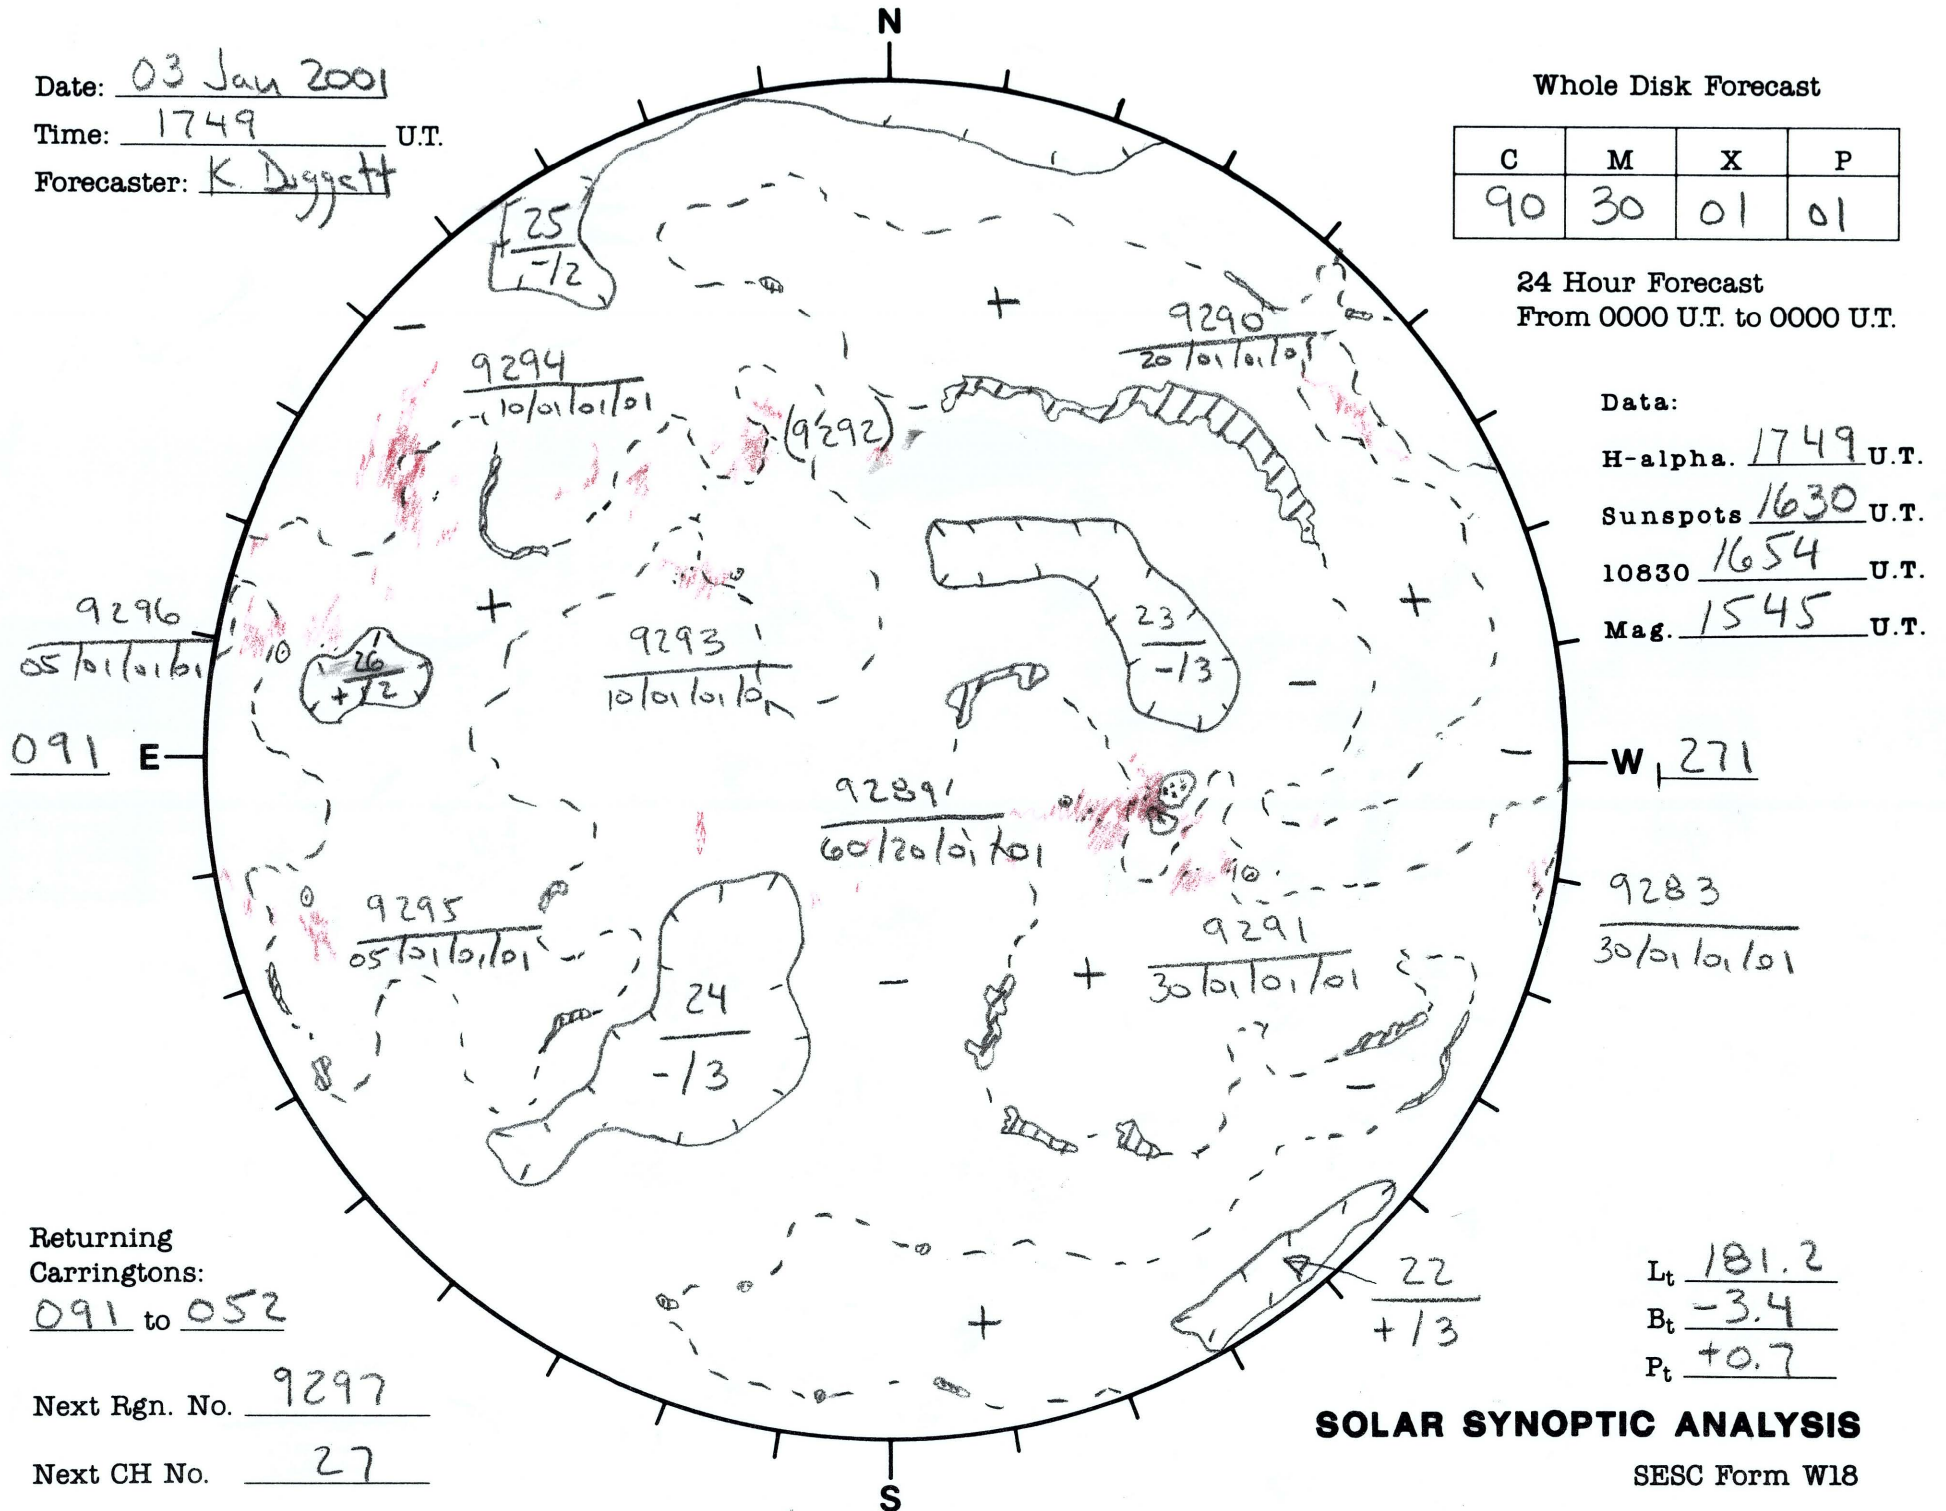 N
Date: 03 Jan 2001
Time: 1749 U.T.
Forecaster: K. Doggett
Whole Disk Forecast
C M X P
90 30 01 01
24 Hour Forecast
From 0000 U.T. to 0000 U.T.
Data:
H-alpha. 1749 U.T.
Sunspots 1630 U.T.
10830 1654 U.T.
Mag. 1545 U.T.
25
-/2
9290
20/01/01/01
9294
10/01/01/01
(9292)
9296
05/01/01/01
26
+/2
9293
10/01/01/01
23
-/3
091 E
W 271
9289
60/20/01/01
9283
30/01/01/01
9295
05/01/01/01
9291
30/01/01/01
24
-/3
22
+/3
Returning
Carringtons:
091 to 052
Next Rgn. No. 9297
Next CH No. 27
Lt 181.2
Bt -3.4
Pt +0.7
SOLAR SYNOPTIC ANALYSIS
SESC Form W18
S